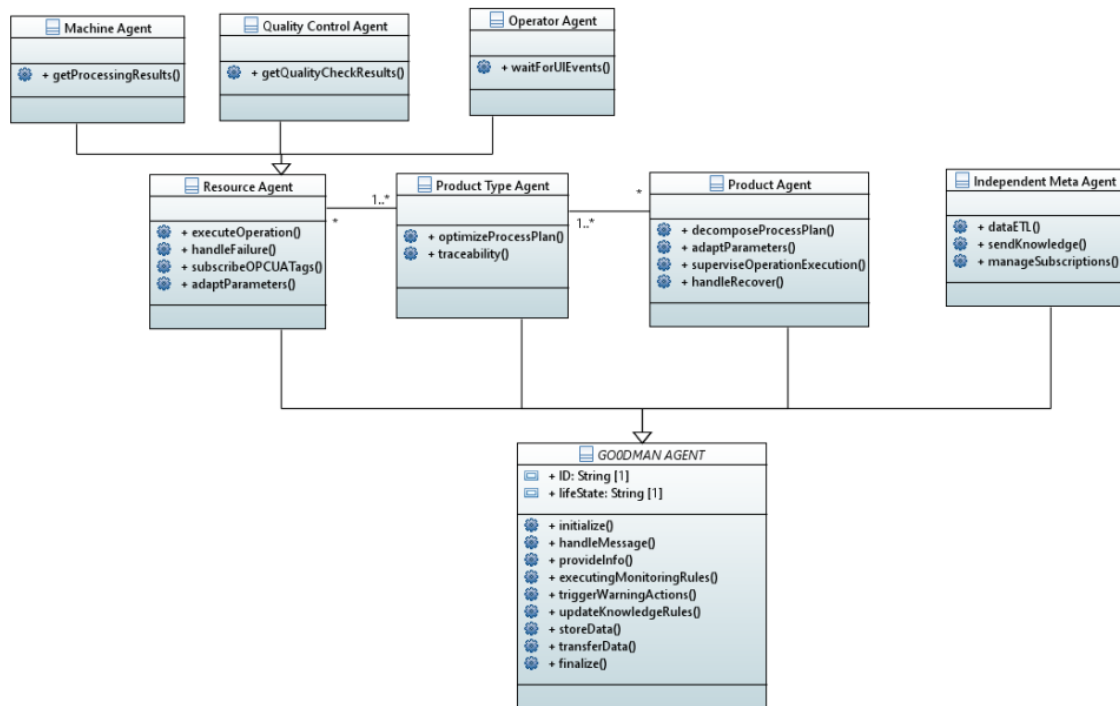 Machine Agent
+ getProcessingResults()
Quality Control Agent
+ getQualityCheckResults()
Operator Agent
+ waitForUIEvents()
Resource Agent
+ executeOperation()
+ handleFailure()
+ subscribeOPCUATags()
+ adaptParameters()
1..*
*
Product Type Agent
+ optimizeProcessPlan()
+ traceability()
*
1..*
Product Agent
+ decomposeProcessPlan()
+ adaptParameters()
+ superviseOperationExecution()
+ handleRecover()
Independent Meta Agent
+ dataETL()
+ sendKnowledge()
+ manageSubscriptions()
GO0DMAN AGENT
+ ID: String [1]
+ lifeState: String [1]
+ initialize()
+ handleMessage()
+ provideInfo()
+ executingMonitoringRules()
+ triggerWarningActions()
+ updateKnowledgeRules()
+ storeData()
+ transferData()
+ finalize()